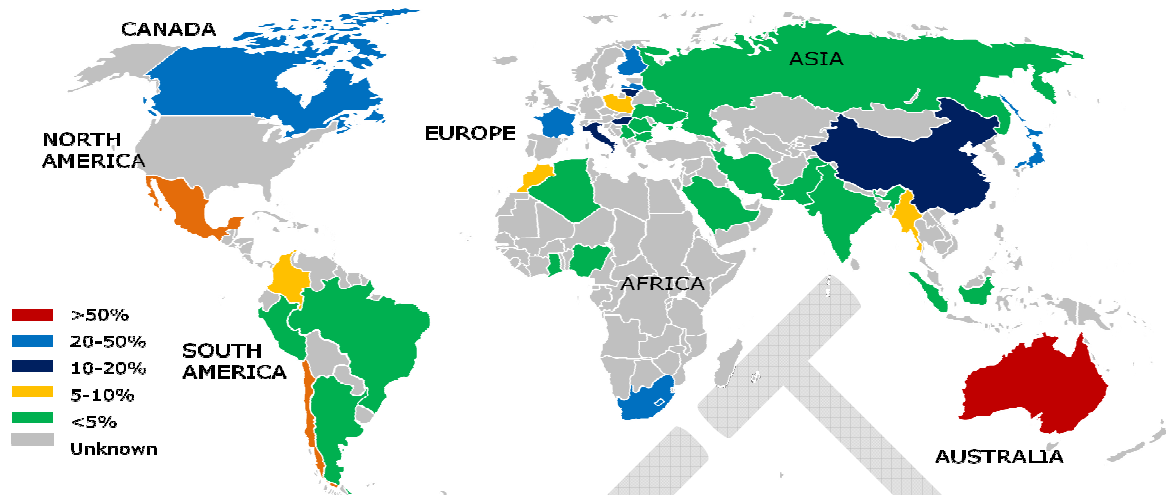 CANADA
ASIA
EUROPE
NORTH
AMERICA
AFRICA
>50%
20-50%
10-20%
5-10%
<5%
Unknown
SOUTH
AMERICA
AUSTRALIA